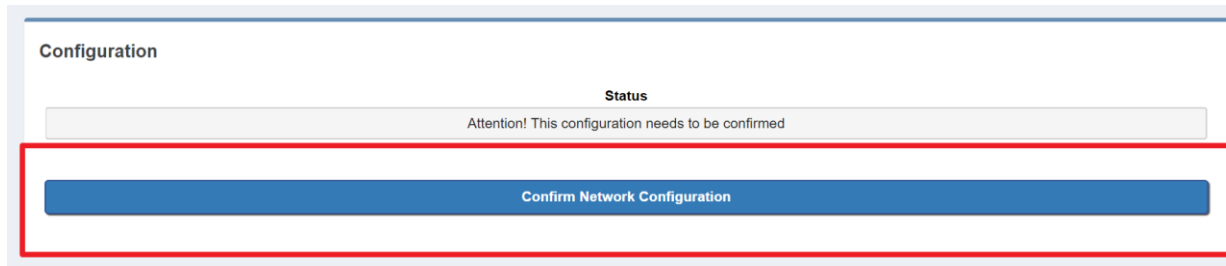 Configuration
Status
Attention! This configuration needs to be confirmed
Confirm Network Configuration